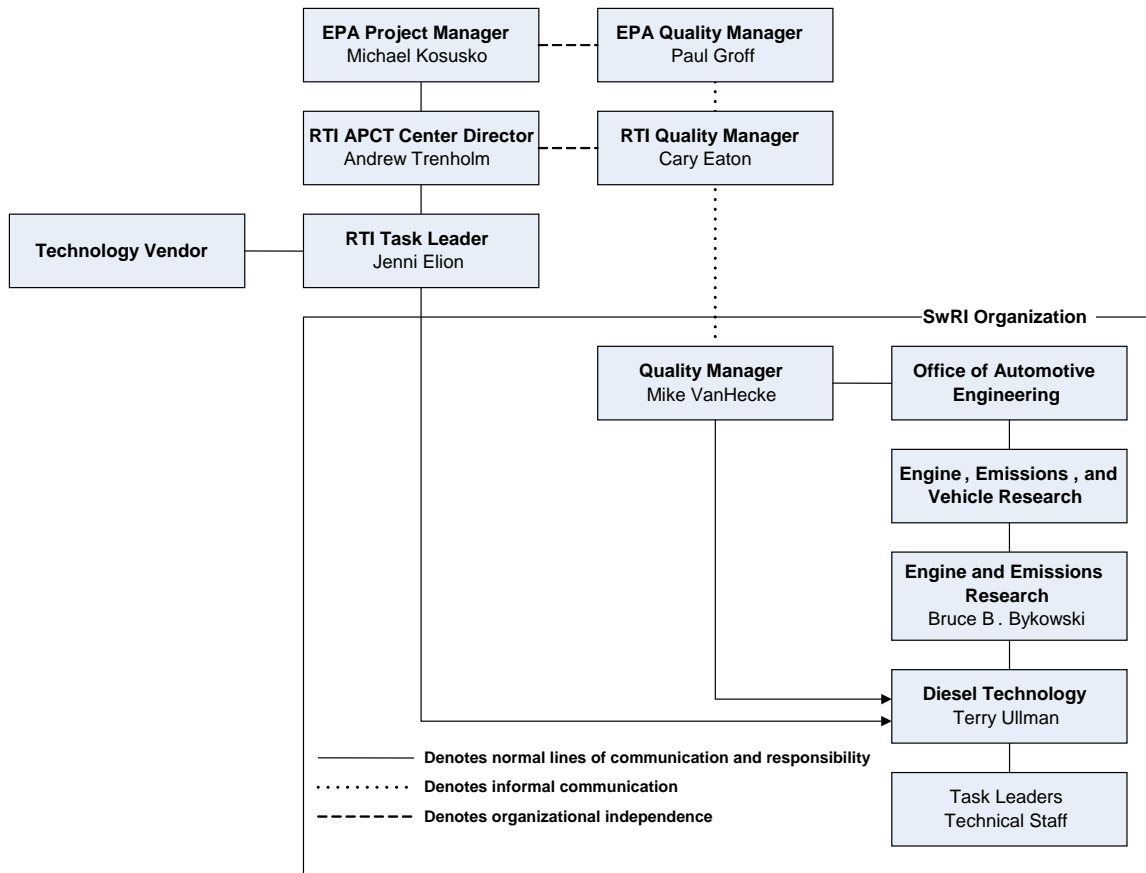 EPA Project Manager
Michael Kosusko
EPA Quality Manager
Paul Groff
RTI APCT Center Director
Andrew Trenholm
RTI Quality Manager
Cary Eaton
Technology Vendor
RTI Task Leader
Jenni Elion
SwRI Organization
Quality Manager
Mike VanHecke
Office of Automotive
Engineering
Engine , Emissions , and
Vehicle Research
Engine and Emissions
Research
Bruce B . Bykowski
Diesel Technology
Terry Ullman
Denotes normal lines of communication and responsibility
Denotes informal communication
Denotes organizational independence
Task Leaders
Technical Staff